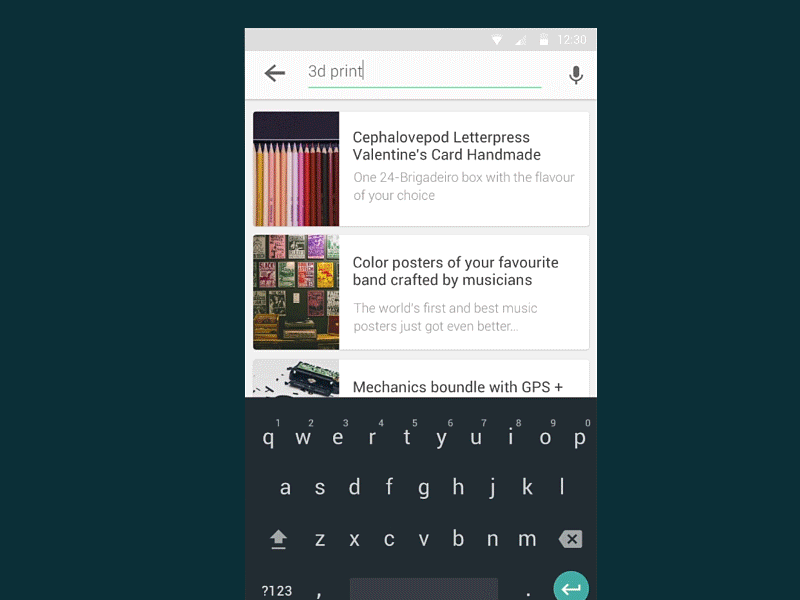 12:30
3d print
Cephalovepod Letterpress
Valentine's Card Handmade
One 24-Brigadeiro box with the flavour
of your choice
Color posters of your favourite
band crafted by musicians
The world's first and best music
posters just got even better...
Mechanics boundle with GPS +
1 2 3 4 5 6 7 8 9 0
q w e r t y u i o p
a s d f g h j k l
z x c v b n m
?123 , .